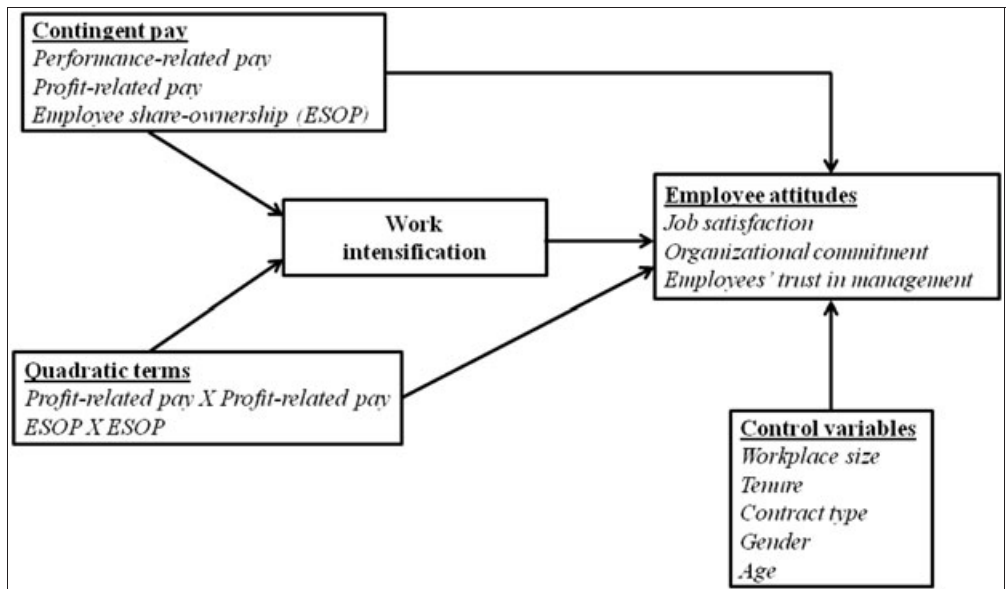 Contingent pay
Performance-related pay
Profit-related pay
Employee share-ownership (ESOP)
Work
intensification
Employee attitudes
Job satisfaction
Organizational commitment
Employees' trust in management
Quadratic terms
Profit-related pay X Profit-related pay
ESOP X ESOP
Control variables
Workplace size
Tenure
Contract type
Gender
Age